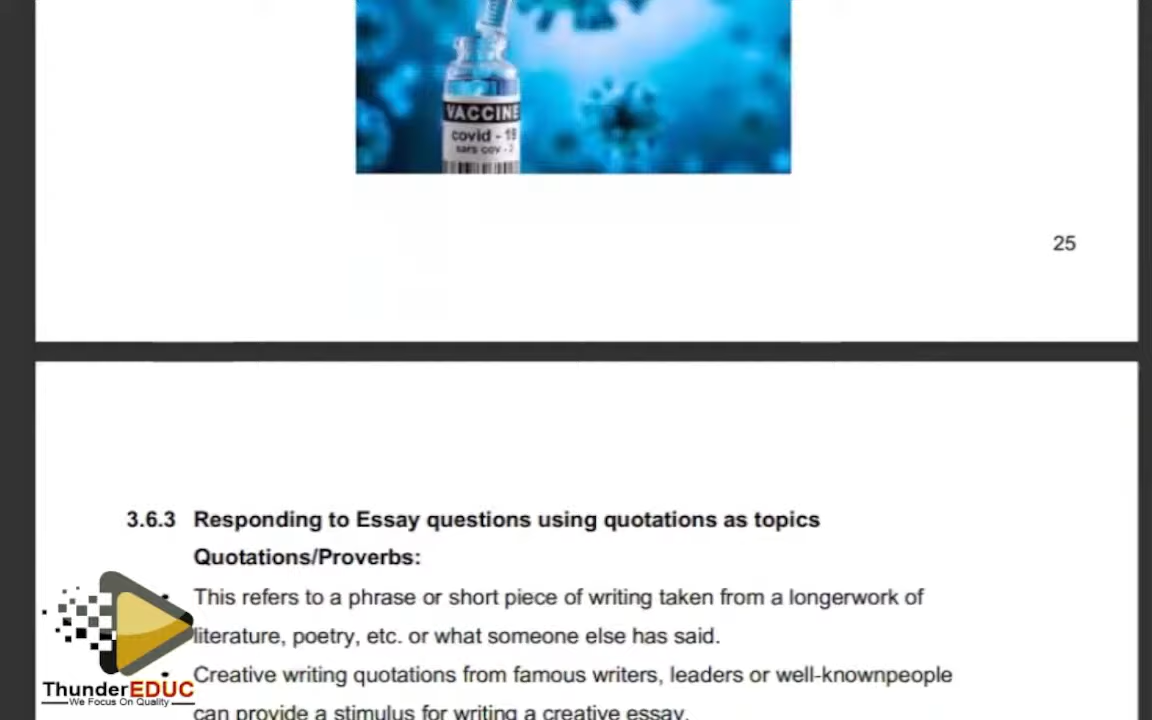 VACCINE
covid - 19
sars cov - 2
25
3.6.3 Responding to Essay questions using quotations as topics
Quotations/Proverbs:
This refers to a phrase or short piece of writing taken from a longerwork of
literature, poetry, etc. or what someone else has said.
Creative writing quotations from famous writers, leaders or well-knownpeople
can provide a stimulus for writing a creative essay.
ThunderEDUC
We Focus On Quality